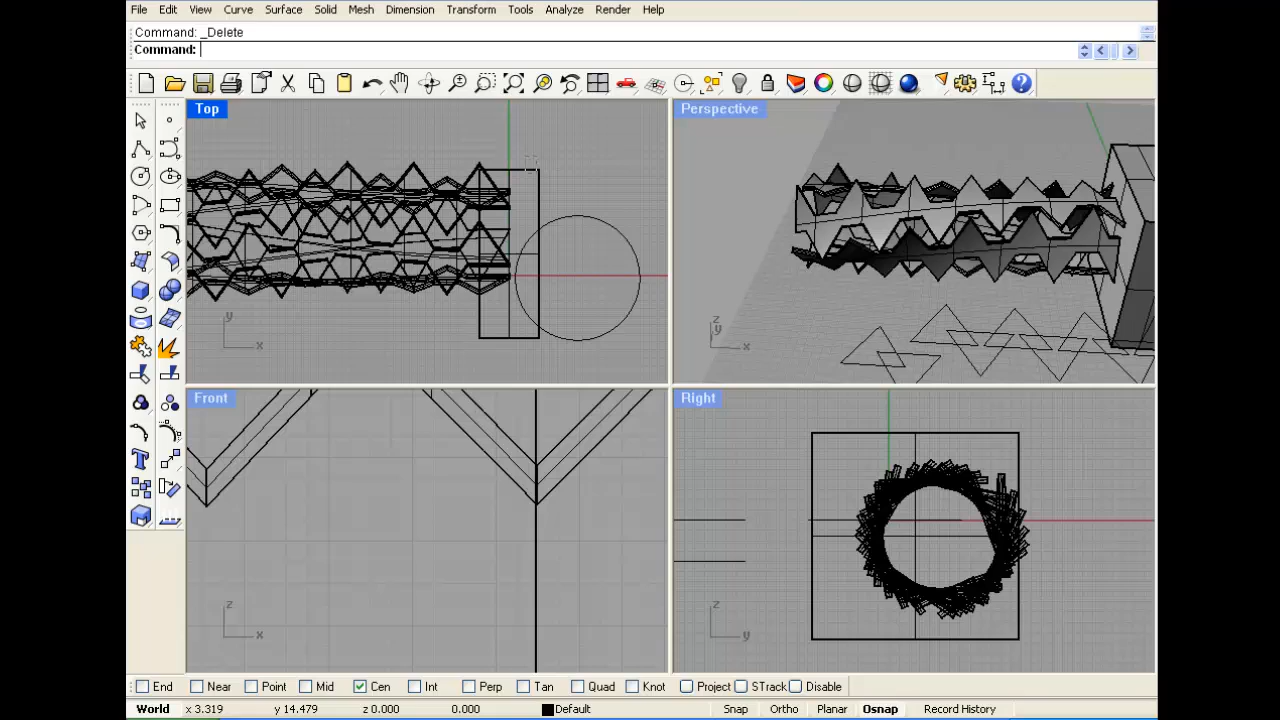 File Edit View Curve Surface Solid Mesh Dimension Transform Tools Analyze Render Help
Command: _Delete
Command:
Top
Perspective
y
x
z
y
x
Front
Right
z
x
z
y
End Near Point Mid Cen Int Perp Tan Quad Knot Project STrack Disable
World x 3.319 y 14.479 z 0.000 0.000 Default Snap Ortho Planar Osnap Record History